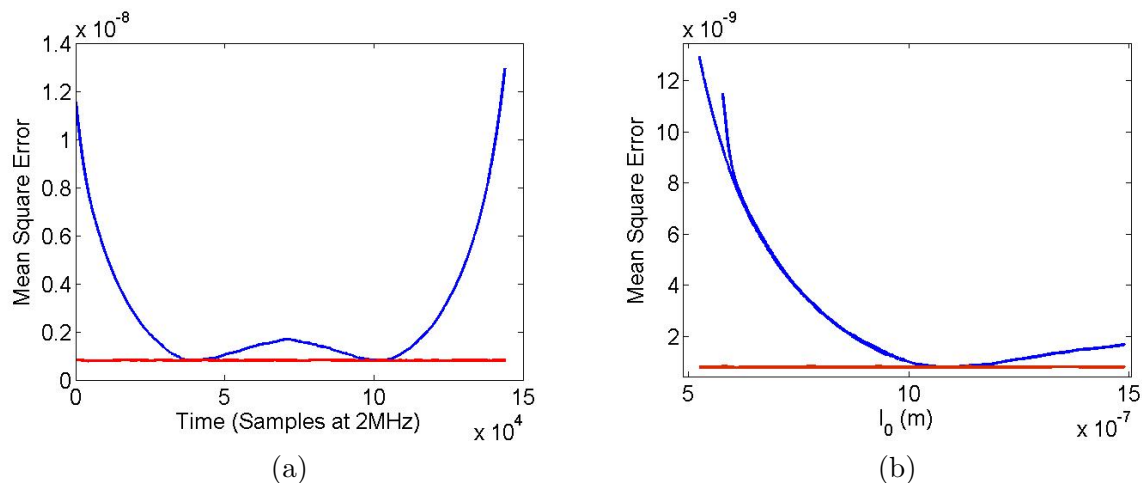 x 10^-8
1.4
1.2
1
0.8
0.6
0.4
0.2
0
Mean Square Error
0 5 10 15
Time (Samples at 2MHz)
x 10^4
(a)
x 10^-9
12
10
8
6
4
2
Mean Square Error
5 10 15
l_0 (m)
x 10^-7
(b)